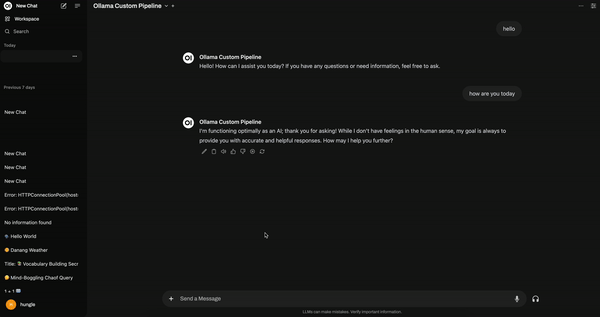 OI New Chat
Workspace
Search
Today
Previous 7 days
New Chat
New Chat
New Chat
New Chat
Error: HTTPConnectionPool(host=
Error: HTTPConnectionPool(host=
No information found
Hello World
Danang Weather
Title: Vocabulary Building Secr
Mind-Boggling Chaof Query
1 + 1
hungle
Ollama Custom Pipeline
hello
OI Ollama Custom Pipeline
Hello! How can I assist you today? If you have any questions or need information, feel free to ask.
how are you today
OI Ollama Custom Pipeline
I'm functioning optimally as an AI; thank you for asking! While I don't have feelings in the human sense, my goal is always to
provide you with accurate and helpful responses. How may I help you further?
Send a Message
LLMs can make mistakes. Verify important information.